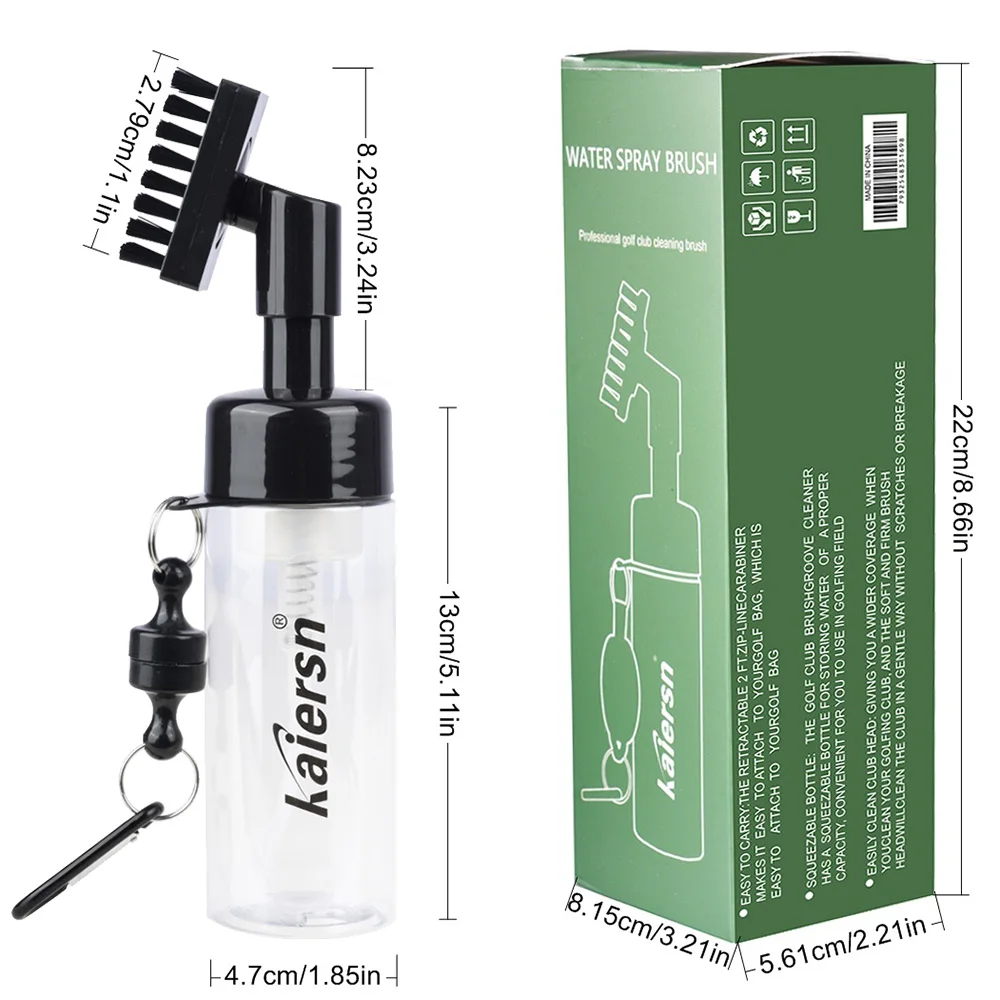 2.79cm/1.1in
8.23cm/3.24in
13cm/5.11in
4.7cm/1.85in
Kaiersn®
WATER SPRAY BRUSH
Professional golf club cleaning brush
Kaiersn
MADE IN CHINA
7932548331698
EASY TO CARRY:THE RETRACTABLE 2 FTZIP-LINECARABINER
MAKES IT EASY TO ATTACH TO YOURGOLF BAG, WHICH IS
EASY TO ATTACH TO YOURGOLF BAG
SQUEEZABLE BOTTLE: THE GOLF CLUB BRUSHGROOVE CLEANER
HAS A SQUEEZABLE BOTTLE FOR STORING WATER OF A PROPER
CAPACITY, CONVENIENT FOR YOU TO USE IN GOLFING FIELD
EASILY CLEAN CLUB HEAD: GIVING YOU A WIDER COVERAGE WHEN
YOUCLEAN YOUR GOLFING CLUB, AND THE SOFT AND FIRM BRUSH
HEADWILLCLEAN THE CLUB IN A GENTLE WAY WITHOUT SCRATCHES OR BREAKAGE
22cm/8.66in
8.15cm/3.21in
5.61cm/2.21in